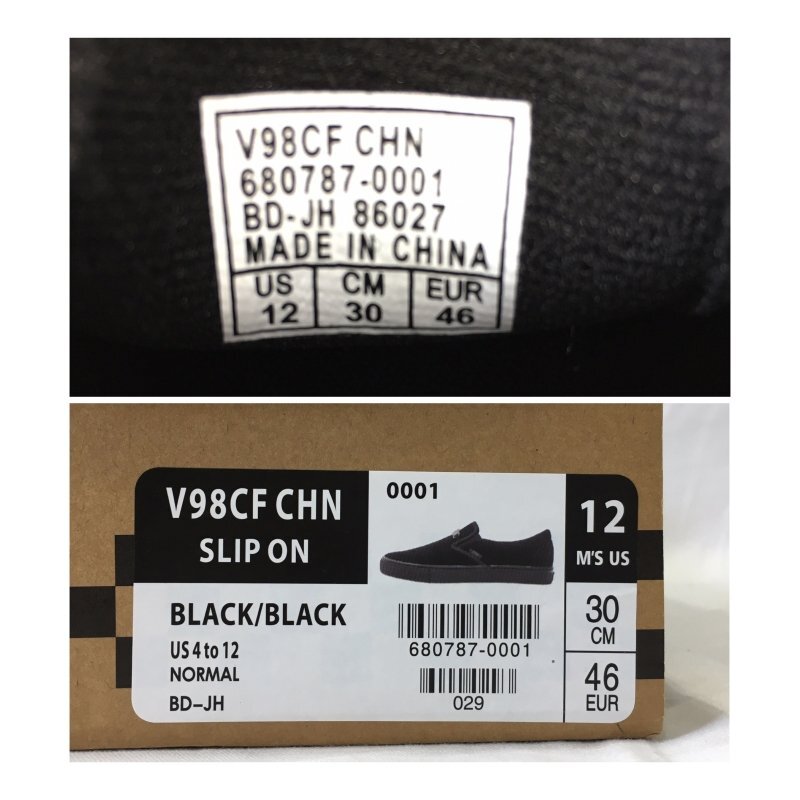 V98CF CHN
680787-0001
BD-JH 86027
MADE IN CHINA
US CM EUR
12 30 46
V98CF CHN
SLIP ON
0001
12
M'S US
BLACK/BLACK
US 4 to 12
NORMAL
BD-JH
680787-0001
029
30
CM
46
EUR